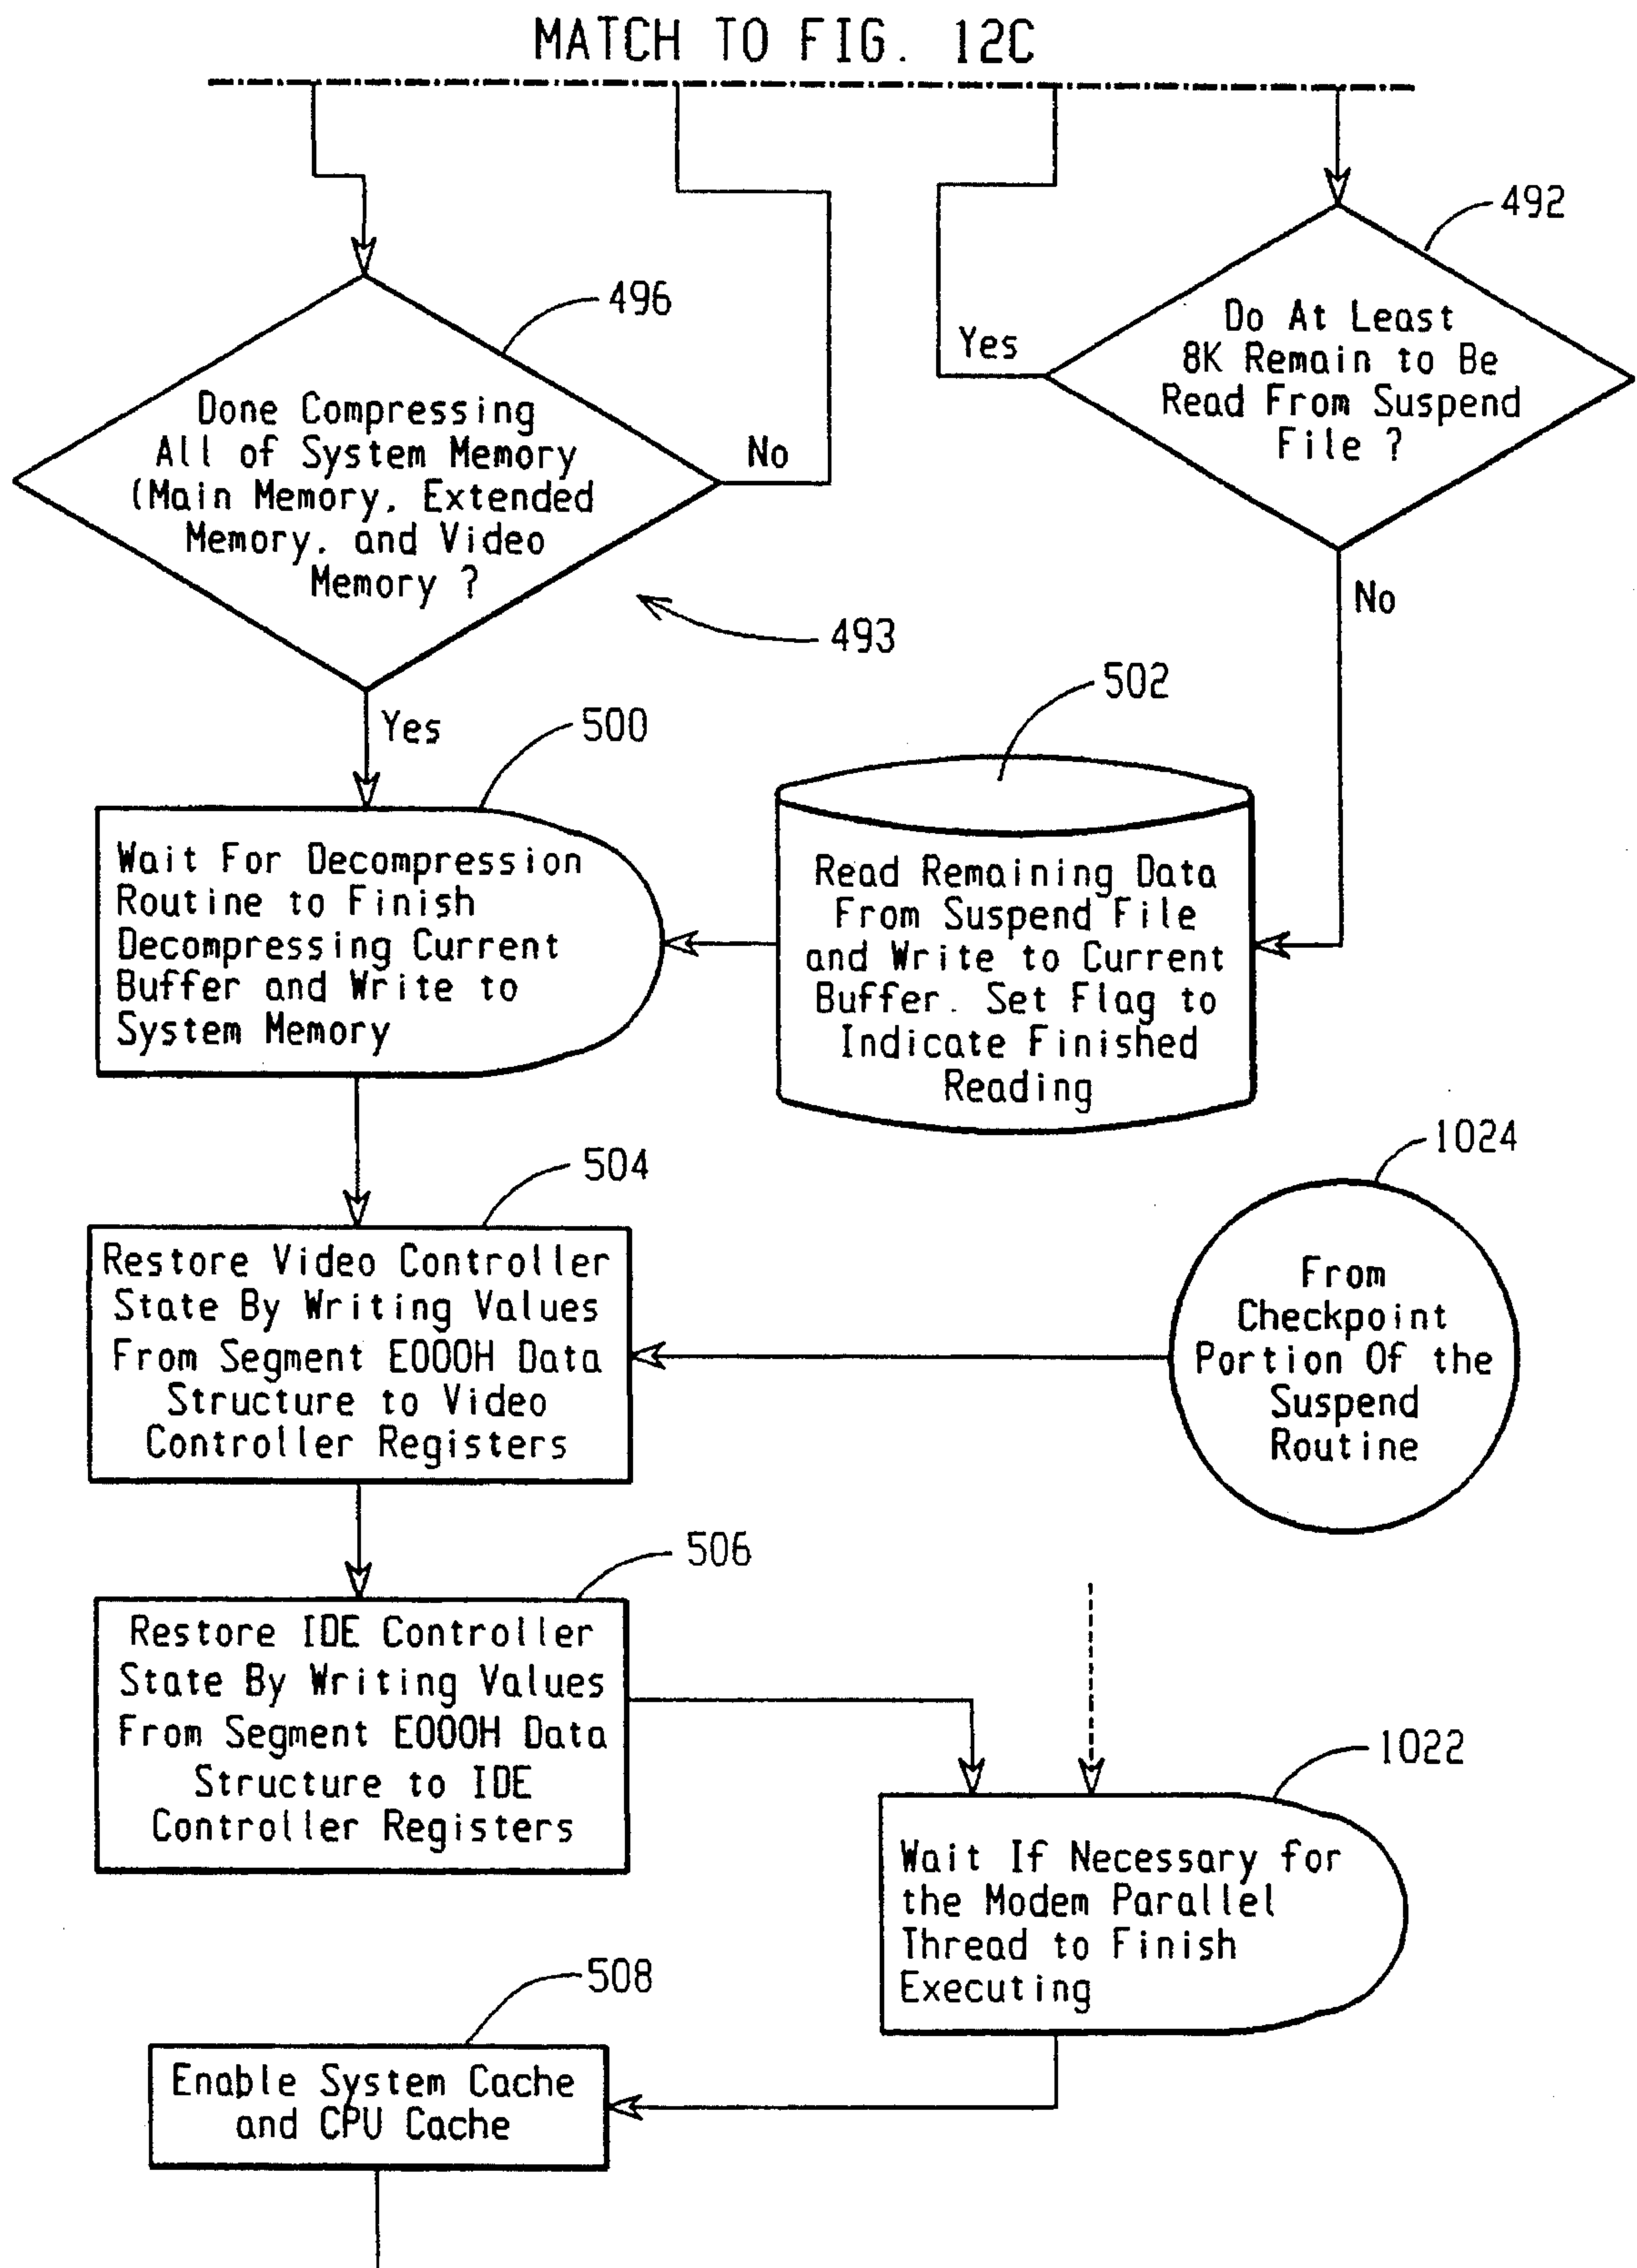 MATCH TO FIG. 12C
492
Do At Least
8K Remain to Be
Read From Suspend
File ?
Yes
No
496
Done Compressing
All of System Memory
(Main Memory, Extended
Memory, and Video
Memory ?
No
Yes
493
500
Wait For Decompression
Routine to Finish
Decompressing Current
Buffer and Write to
System Memory
502
Read Remaining Data
From Suspend File
and Write to Current
Buffer. Set Flag to
Indicate Finished
Reading
504
Restore Video Controller
State By Writing Values
From Segment E000H Data
Structure to Video
Controller Registers
1024
From
Checkpoint
Portion Of the
Suspend
Routine
506
Restore IDE Controller
State By Writing Values
From Segment E000H Data
Structure to IDE
Controller Registers
1022
Wait If Necessary for
the Modem Parallel
Thread to Finish
Executing
508
Enable System Cache
and CPU Cache